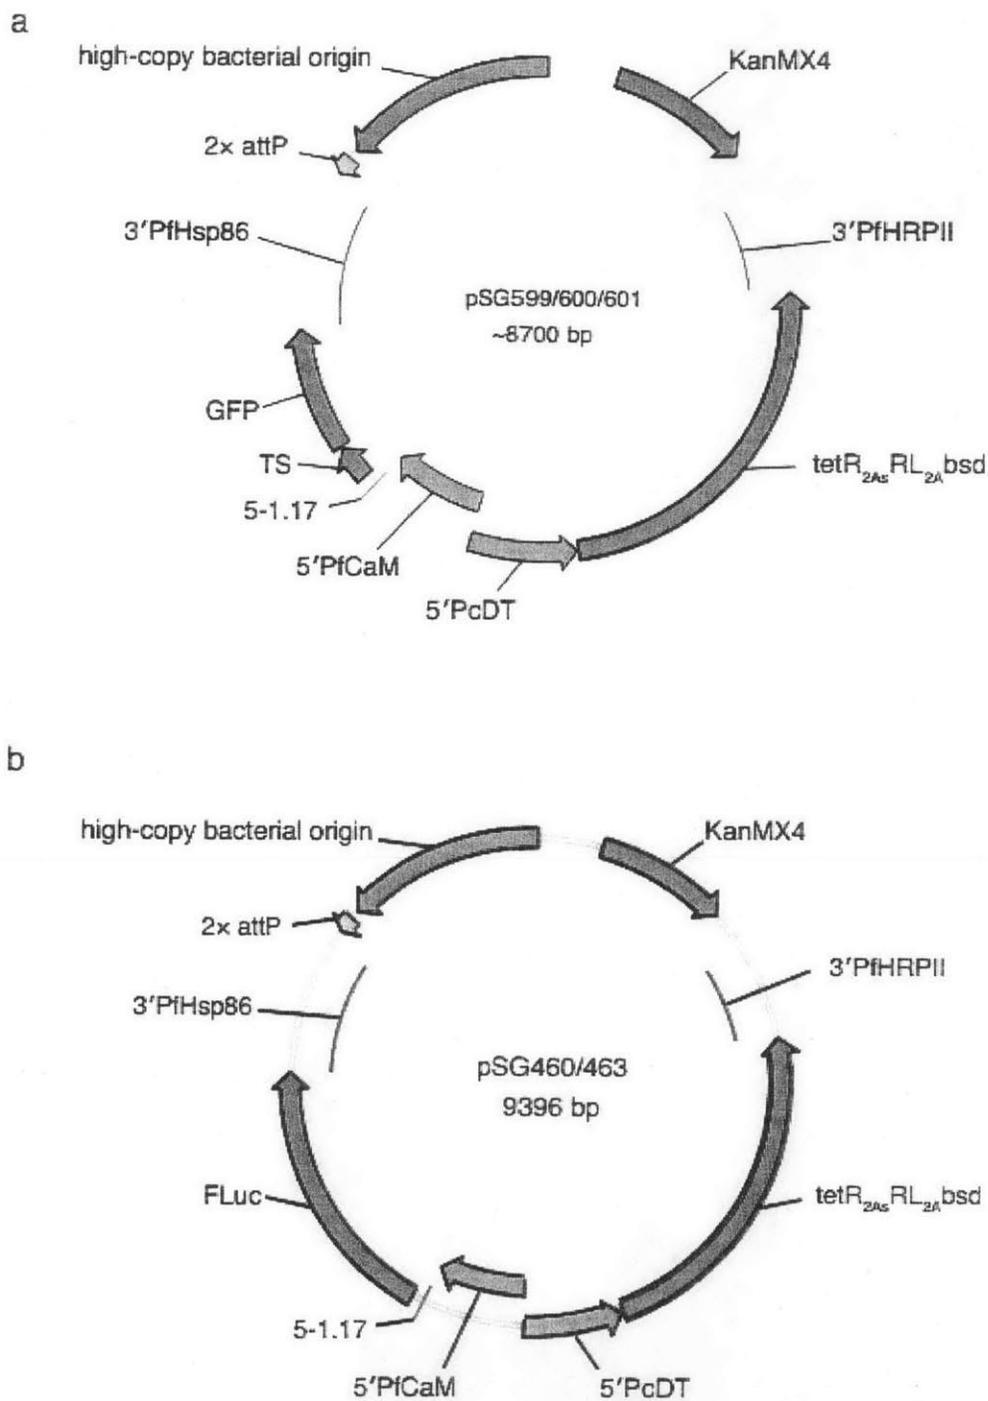 a
high-copy bacterial origin
KanMX4
2× attP
3′PfHsp86
3′PfHRPII
pSG599/600/601
~8700 bp
GFP
TS
tetR2AsRL2Absd
5-1.17
5′PfCaM
5′PcDT
b
high-copy bacterial origin
KanMX4
2× attP
3′PfHRPII
3′PfHsp86
pSG460/463
9396 bp
FLuc
tetR2AsRL2Absd
5-1.17
5′PfCaM
5′PcDT